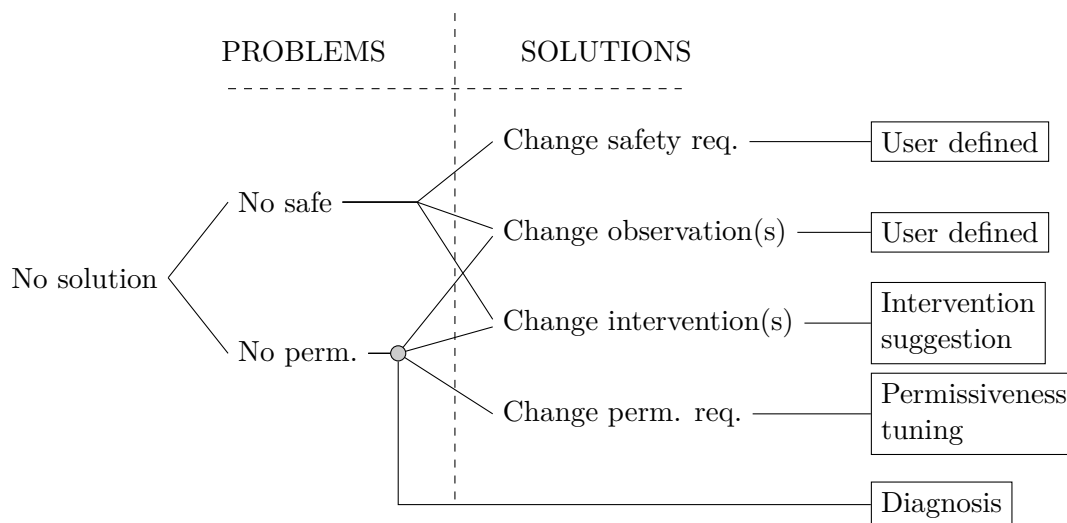 PROBLEMS
SOLUTIONS
Change safety req.
User defined
No safe
Change observation(s)
User defined
No solution
Change intervention(s)
Intervention
suggestion
No perm.
Change perm. req.
Permissiveness
tuning
Diagnosis